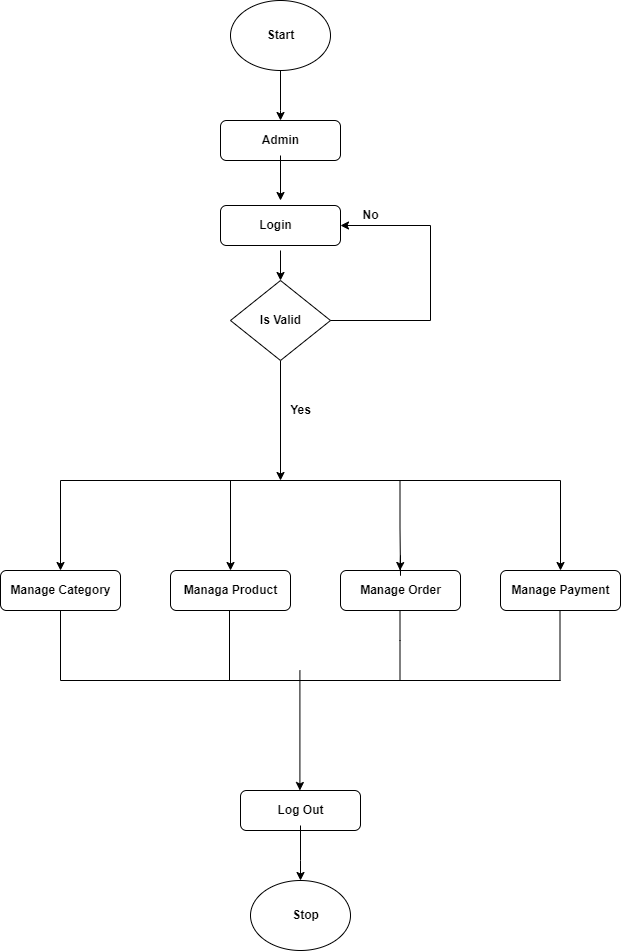 Start
Admin
Login
No
Is Valid
Yes
Manage Category
Managa Product
Manage Order
Manage Payment
Log Out
Stop